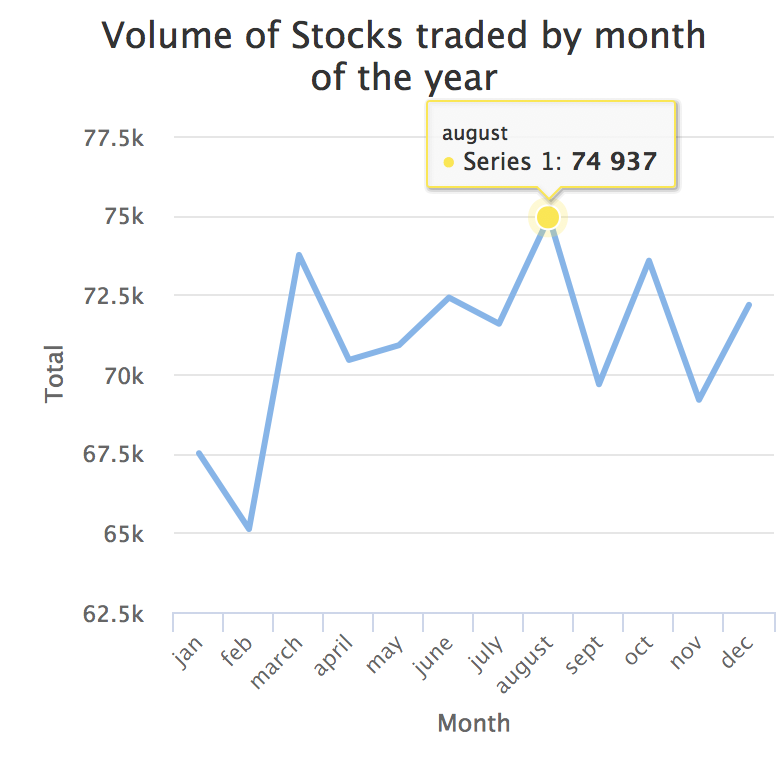 Volume of Stocks traded by month
of the year
august
Series 1: 74 937
77.5k
75k
72.5k
70k
67.5k
65k
62.5k
Total
jan
feb
march
april
may
june
july
august
sept
oct
nov
dec
Month